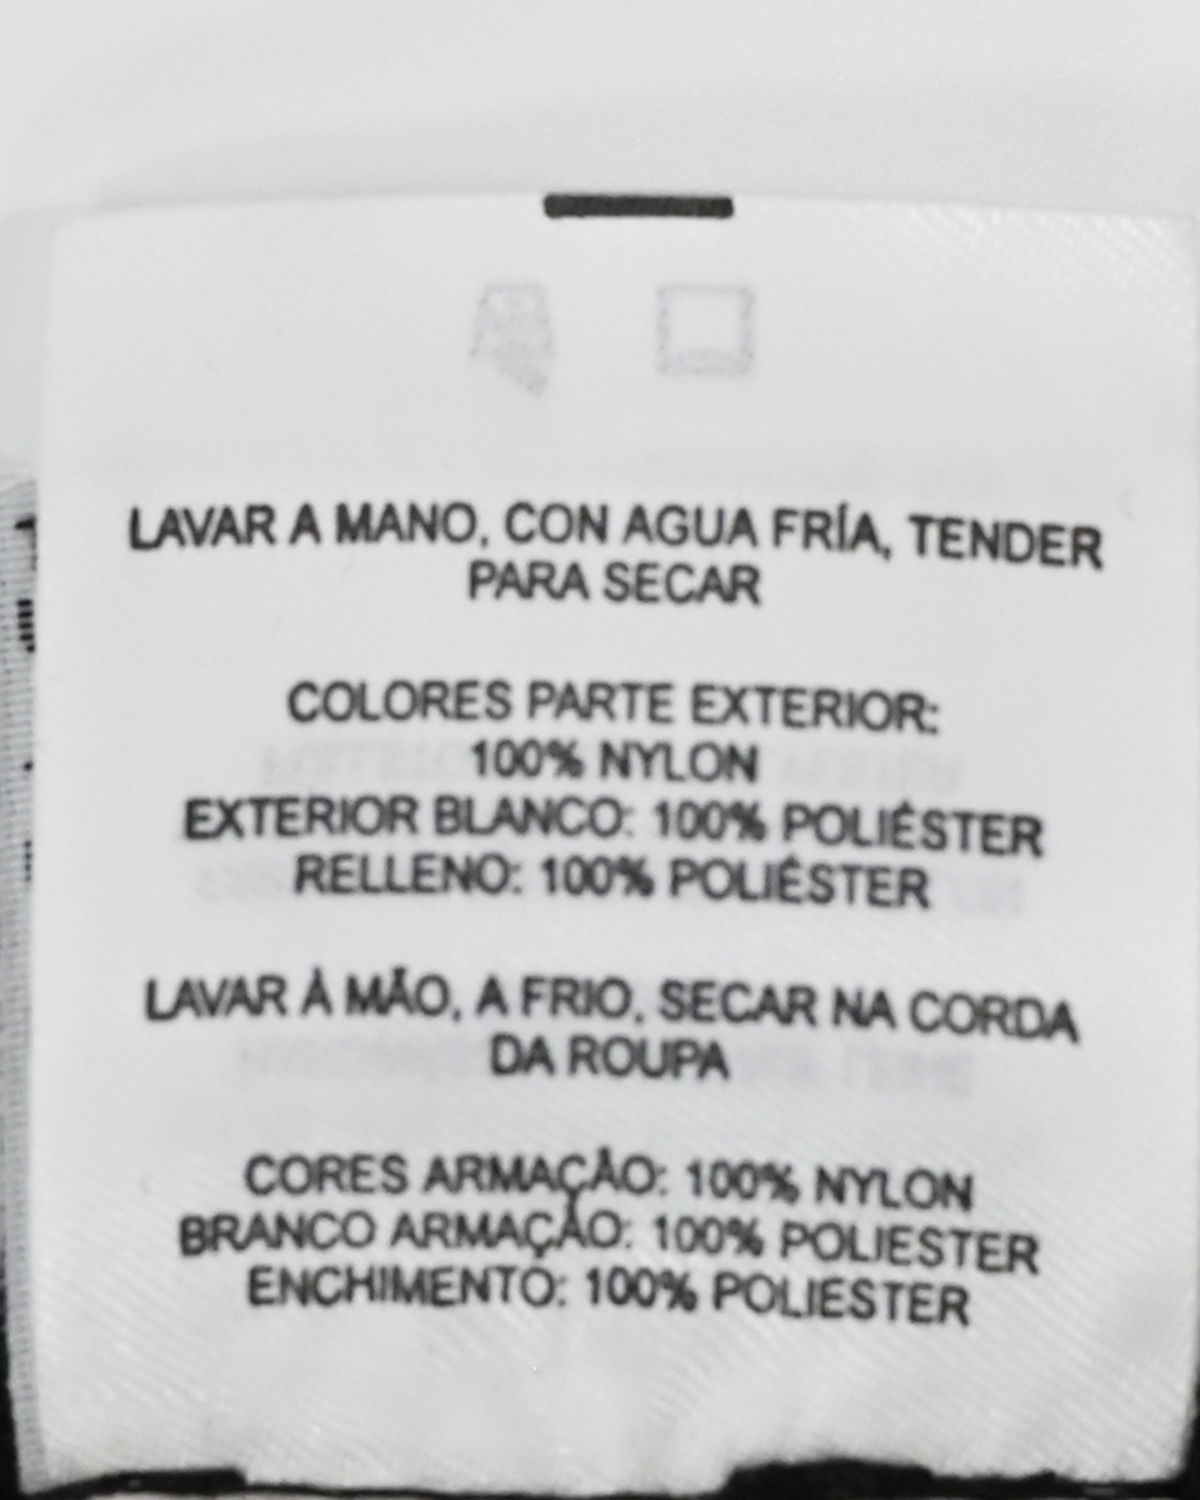 LAVAR A MANO, CON AGUA FRÍA, TENDER
PARA SECAR
COLORES PARTE EXTERIOR:
100% NYLON
EXTERIOR BLANCO: 100% POLIÉSTER
RELLENO: 100% POLIÉSTER
LAVAR À MÃO, A FRIO, SECAR NA CORDA
DA ROUPA
CORES ARMAÇÃO: 100% NYLON
BRANCO ARMAÇÃO: 100% POLIESTER
ENCHIMENTO: 100% POLIESTER